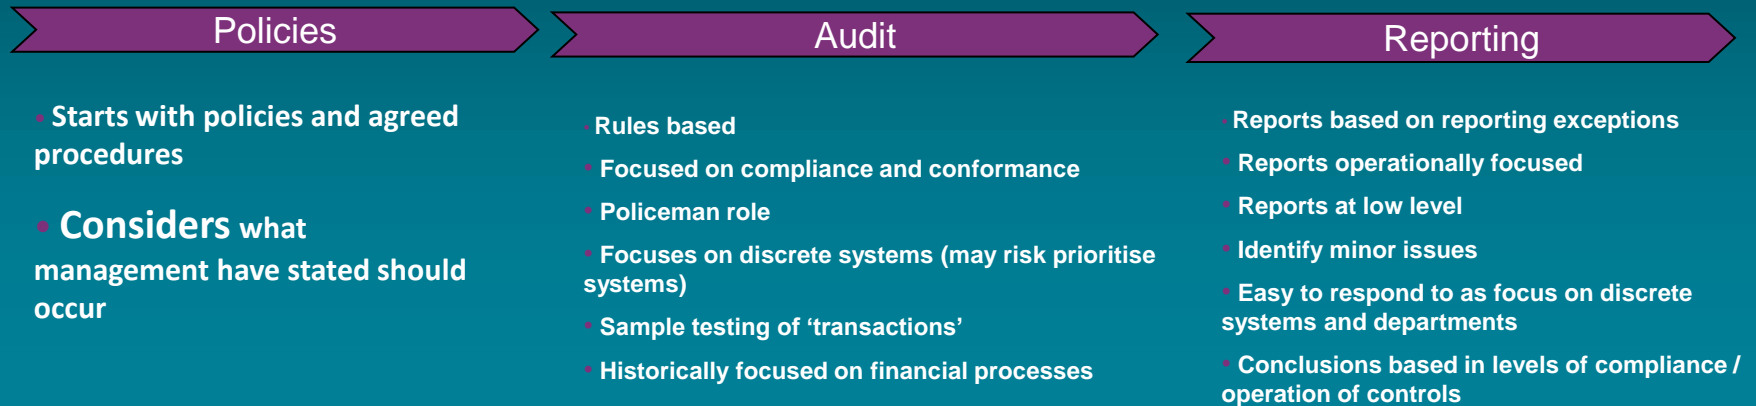 Policies
• Starts with policies and agreed
procedures
• Considers what
management have stated should
occur
Audit
• Rules based
• Focused on compliance and conformance
• Policeman role
• Focuses on discrete systems (may risk prioritise
systems)
• Sample testing of ‘transactions’
• Historically focused on financial processes
Reporting
• Reports based on reporting exceptions
• Reports operationally focused
• Reports at low level
• Identify minor issues
• Easy to respond to as focus on discrete
systems and departments
• Conclusions based in levels of compliance /
operation of controls